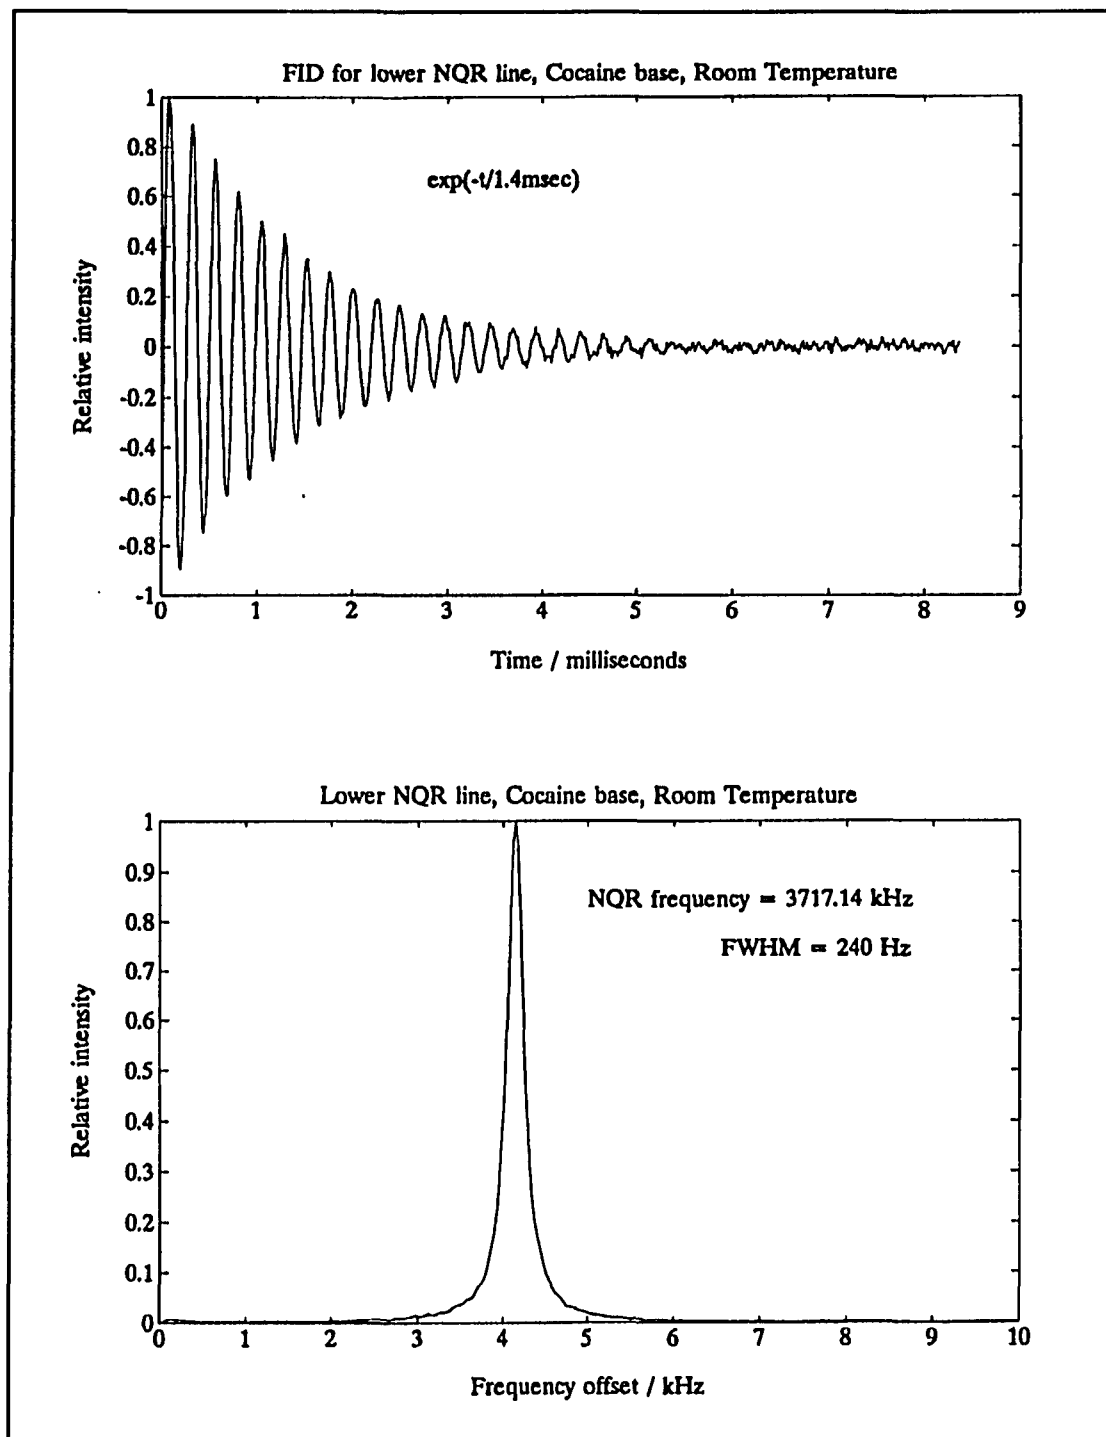 FID for lower NQR line, Cocaine base, Room Temperature
1
0.8
0.6
0.4
0.2
0
-0.2
-0.4
-0.6
-0.8
-1
exp(-t/1.4msec)
Relative intensity
0 1 2 3 4 5 6 7 8 9
Time / milliseconds
Lower NQR line, Cocaine base, Room Temperature
1
0.9
0.8
0.7
0.6
0.5
0.4
0.3
0.2
0.1
0
NQR frequency = 3717.14 kHz
FWHM = 240 Hz
Relative intensity
0 1 2 3 4 5 6 7 8 9 10
Frequency offset / kHz